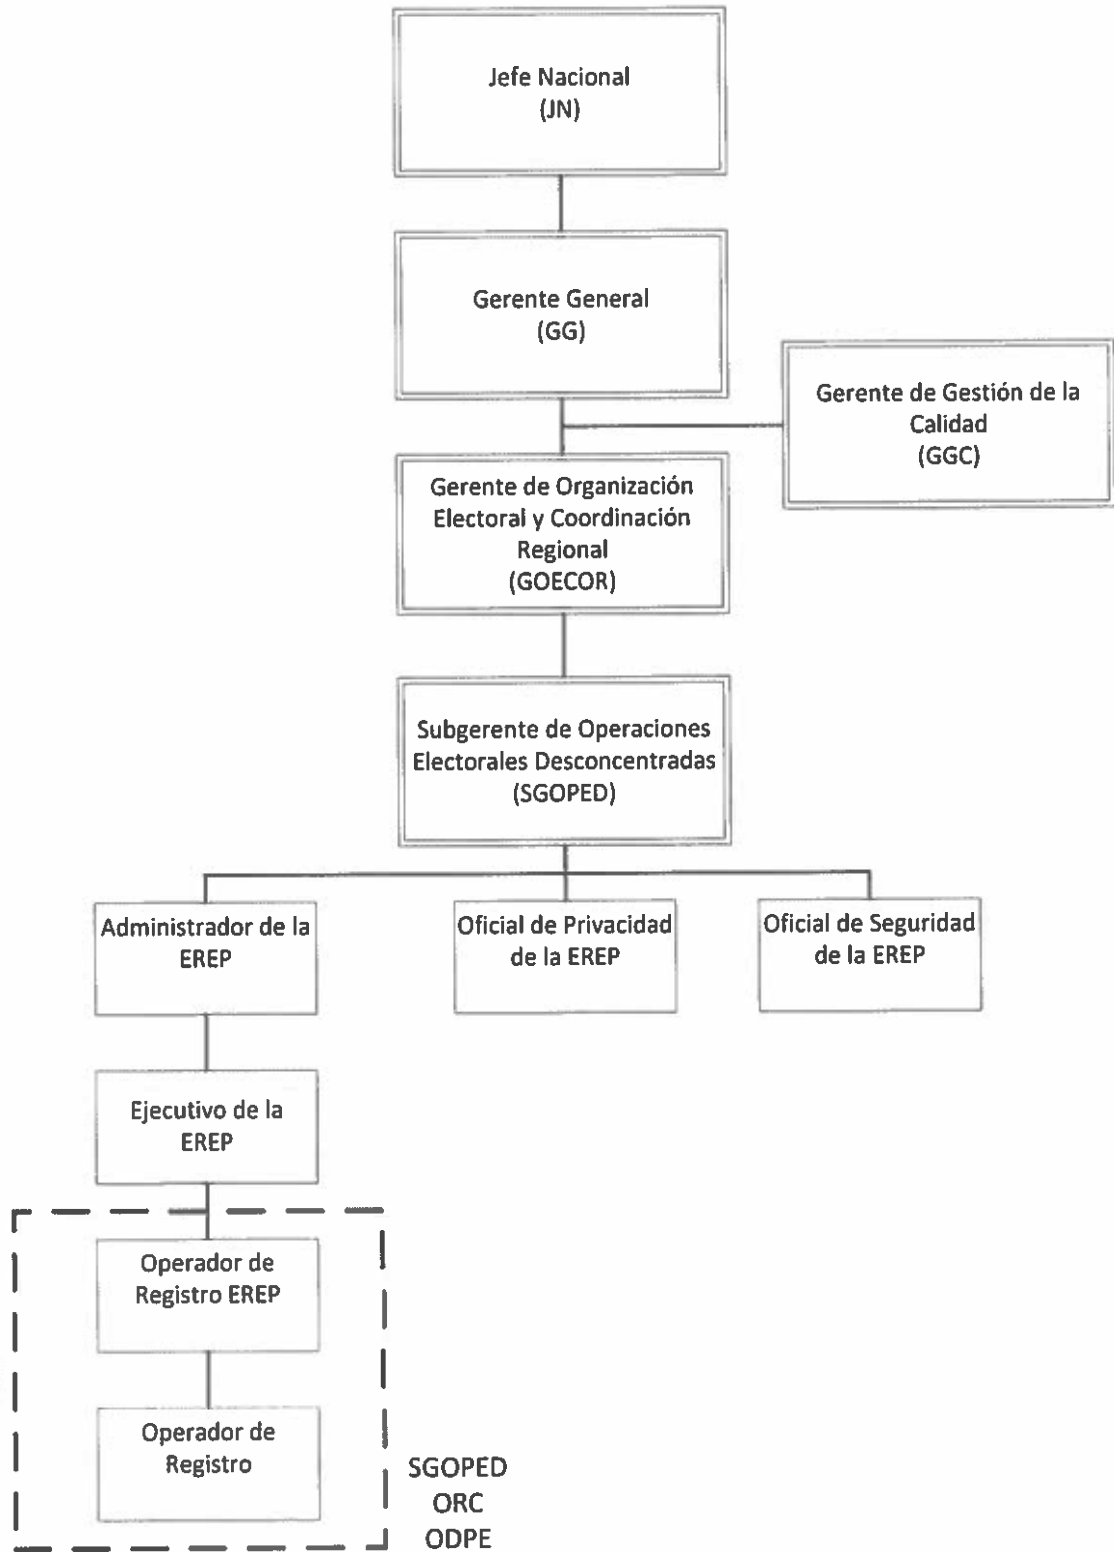 Jefe Nacional
(JN)
Gerente General
(GG)
Gerente de Gestión de la
Calidad
(GGC)
Gerente de Organización
Electoral y Coordinación
Regional
(GOECOR)
Subgerente de Operaciones
Electorales Desconcentradas
(SGOPED)
Administrador de la
EREP
Oficial de Privacidad
de la EREP
Oficial de Seguridad
de la EREP
Ejecutivo de la
EREP
Operador de
Registro EREP
Operador de
Registro
SGOPED
ORC
ODPE